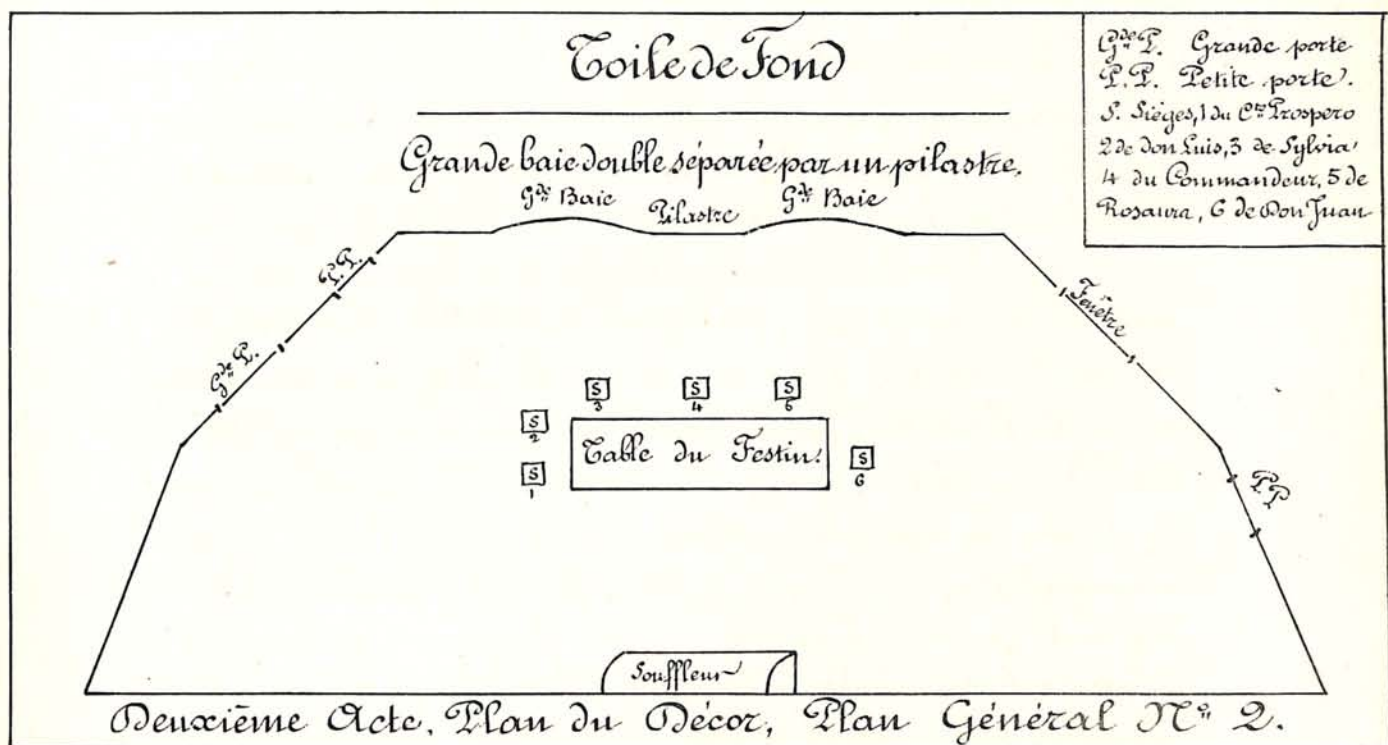 Toile de Fond
Gde P. Grande porte
P.P. Petite porte.
S. Sièges, 1 du Cte Prospero
2 de don Luis, 3 de Sylvia
4 du Commandeur, 5 de
Rosaura, 6 de Don Juan
Grande baie double séparée par un pilastre.
Gde Baie
Pilastre
Gde Baie
P.P.
Gde P.
Fenêtre
P.P
S
3
S
4
S
5
S
2
S
1
Table du Festin.
S
6
Souffleur
Deuxième Acte, Plan du Décor, Plan Général No 2.